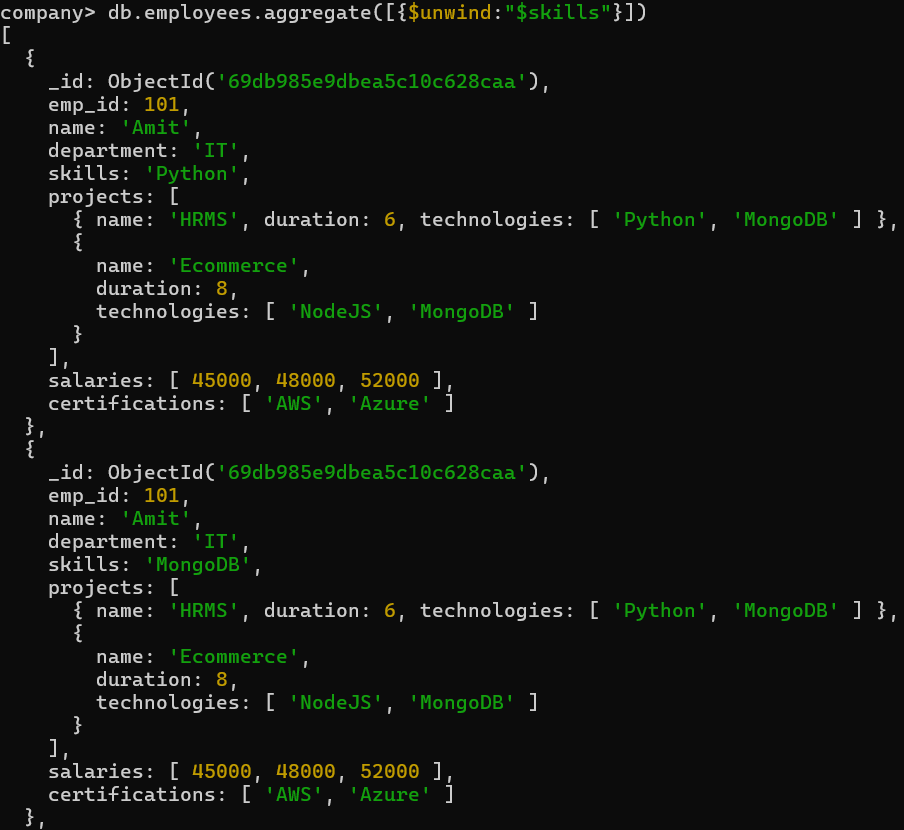 company> db.employees.aggregate([{$unwind:"$skills"}])
[
  {
    _id: ObjectId('69db985e9dbea5c10c628caa'),
    emp_id: 101,
    name: 'Amit',
    department: 'IT',
    skills: 'Python',
    projects: [
      { name: 'HRMS', duration: 6, technologies: [ 'Python', 'MongoDB' ] },
      {
        name: 'Ecommerce',
        duration: 8,
        technologies: [ 'NodeJS', 'MongoDB' ]
      }
    ],
    salaries: [ 45000, 48000, 52000 ],
    certifications: [ 'AWS', 'Azure' ]
  },
  {
    _id: ObjectId('69db985e9dbea5c10c628caa'),
    emp_id: 101,
    name: 'Amit',
    department: 'IT',
    skills: 'MongoDB',
    projects: [
      { name: 'HRMS', duration: 6, technologies: [ 'Python', 'MongoDB' ] },
      {
        name: 'Ecommerce',
        duration: 8,
        technologies: [ 'NodeJS', 'MongoDB' ]
      }
    ],
    salaries: [ 45000, 48000, 52000 ],
    certifications: [ 'AWS', 'Azure' ]
  },